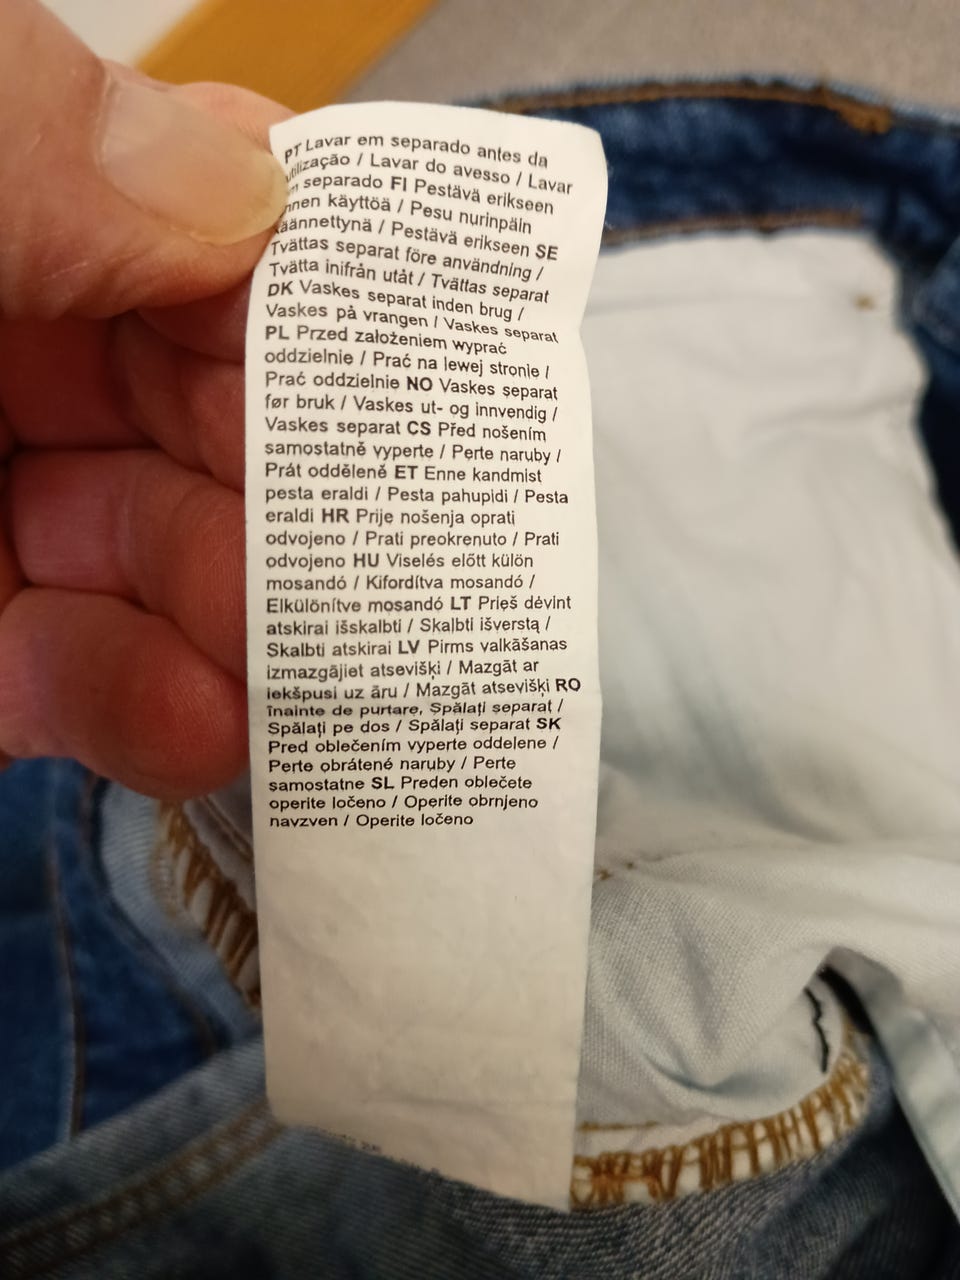 PT Lavar em separado antes da
utilização / Lavar do avesso / Lavar
separado FI Pestävä erikseen
ennen käyttöä / Pesu nurinpäin
käännettynä / Pestävä erikseen SE
Tvättas separat före användning /
Tvätta inifrån utåt / Tvättas separat
DK Vaskes separat inden brug /
Vaskes på vrangen / Vaskes separat
PL Przed założeniem wyprać
oddzielnie / Prać na lewej stronie /
Prać oddzielnie NO Vaskes separat
før bruk / Vaskes ut- og innvendig /
Vaskes separat CS Před nošením
samostatně vyperte / Perte naruby /
Prát odděleně ET Enne kandmist
pesta eraldi / Pesta pahupidi / Pesta
eraldi HR Prije nošenja oprati
odvojeno / Prati preokrenuto / Prati
odvojeno HU Viselés előtt külön
mosandó / Kifordítva mosandó /
Elkülönítve mosandó LT Prieš dėvint
atskirai išskalbti / Skalbti išverstą /
Skalbti atskirai LV Pirms valkāšanas
izmazgājiet atsevišķi / Mazgāt ar
iekšpusi uz āru / Mazgāt atsevišķi RO
înainte de purtare, Spălați separat /
Spălați pe dos / Spălați separat SK
Pred oblečením vyperte oddelene /
Perte obrátené naruby / Perte
samostatne SL Preden oblečete
operite ločeno / Operite obrnjeno
navzven / Operite ločeno